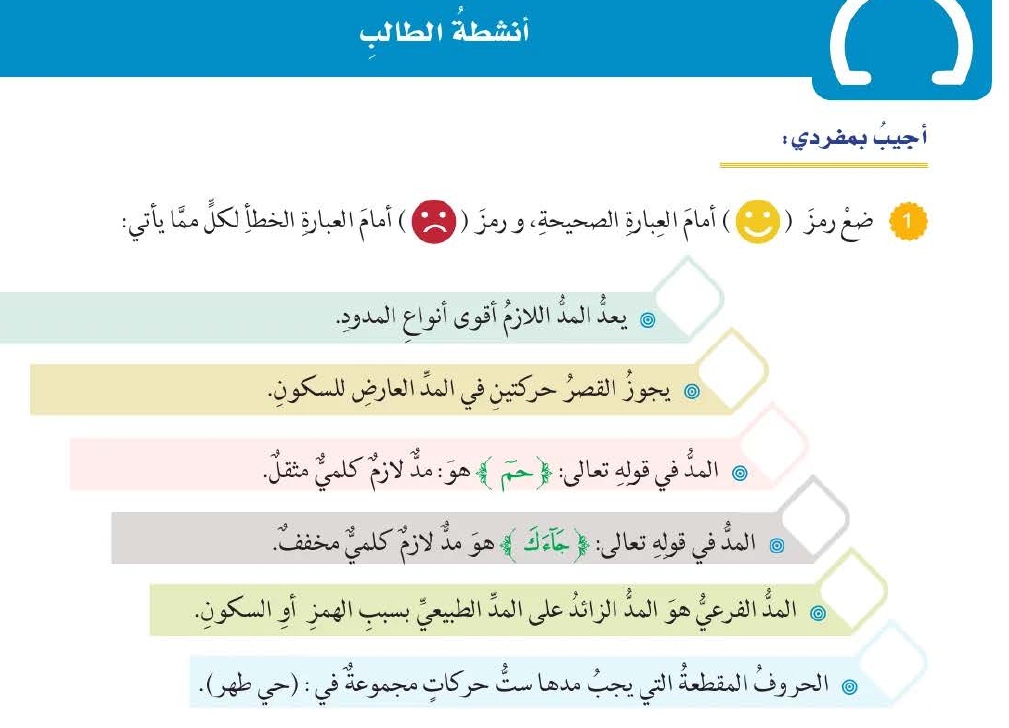 أنشطةُ الطالبِ
أجيبُ بمفردي:
1 ضعْ رمزَ ( ) أمامَ العِبارةِ الصحيحةِ، و رمزَ ( ) أمامَ العبارةِ الخطأِ لكلٍّ ممَّا يأتي:
يعدُّ المدُّ اللازمُ أقوى أنواعِ المدودِ.
يجوزُ القصرُ حركتينِ في المدِّ العارضِ للسكونِ.
المدُّ في قولِهِ تعالى: ﴿حمٓ﴾ هوَ: مدٌّ لازمٌ كلميٌّ مثقلٌ.
المدُّ في قولِهِ تعالى: ﴿جَآءَكَ﴾ هوَ مدٌّ لازمٌ كلميٌّ مخففٌ.
المدُّ الفرعيُّ هوَ المدُّ الزائدُ على المدِّ الطبيعيِّ بسببِ الهمزِ أوِ السكونِ.
الحروفُ المقطعةُ التي يجبُ مدها ستُّ حركاتٍ مجموعةٌ في : (حي طهر).